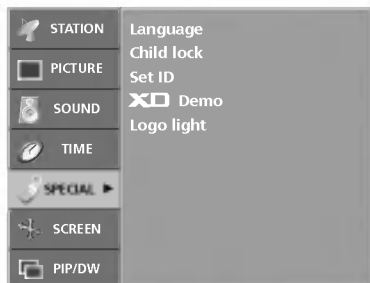 STATION
PICTURE
SOUND
TIME
SPECIAL
SCREEN
PIP/DW
Language
Child lock
Set ID
XD Demo
Logo light